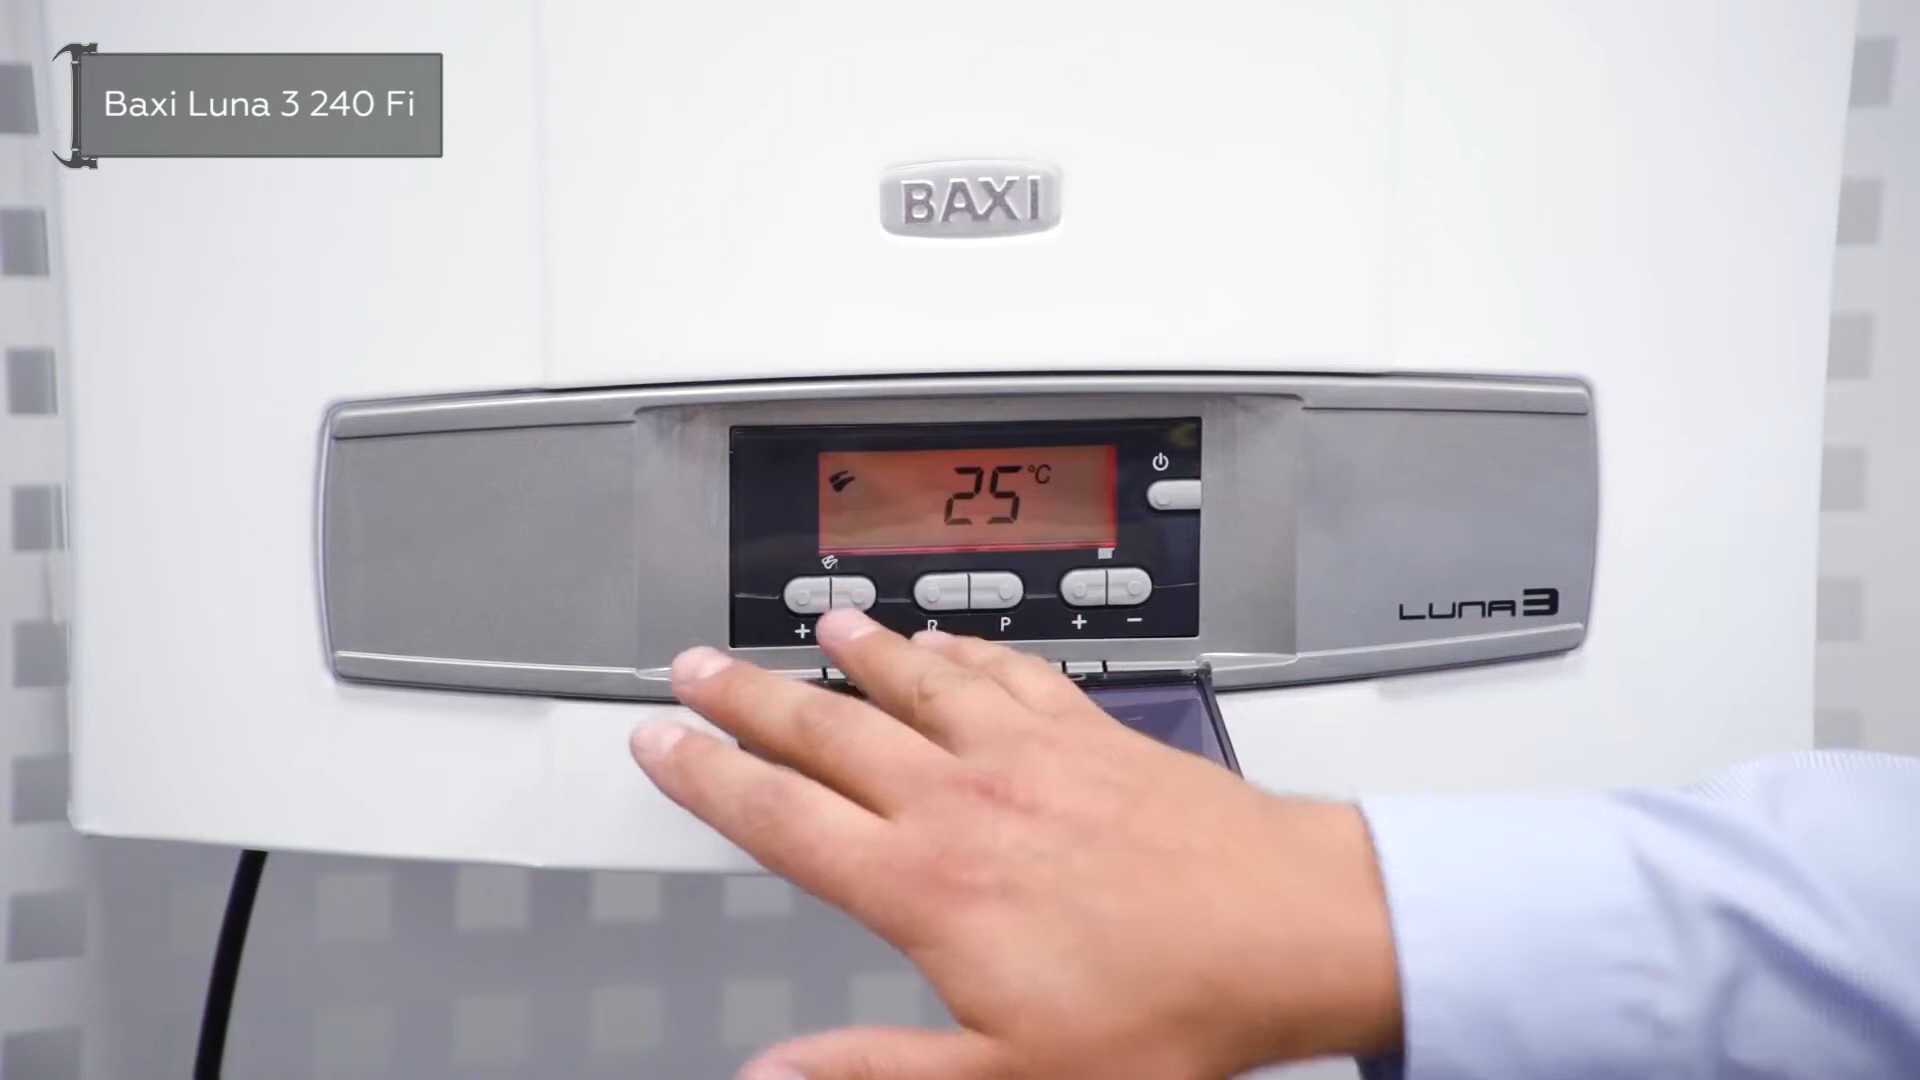 Baxi Luna 3 240 Fi
BAXI
25 °C
+ R P + −
LUNA 3